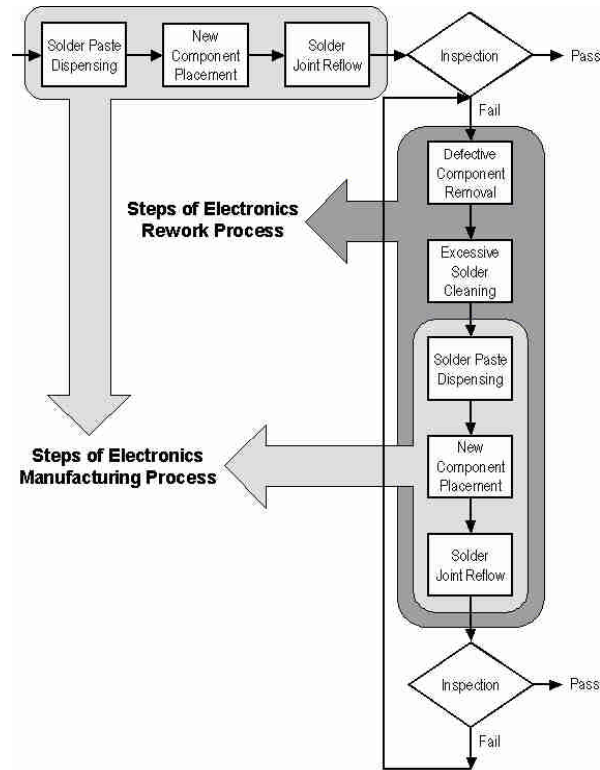 Solder Paste
Dispensing
New
Component
Placement
Solder
Joint Reflow
Inspection
Pass
Fail
Defective
Component
Removal
Steps of Electronics
Rework Process
Excessive
Solder
Cleaning
Solder Paste
Dispensing
New
Component
Placement
Steps of Electronics
Manufacturing Process
Solder
Joint Reflow
Inspection
Pass
Fail